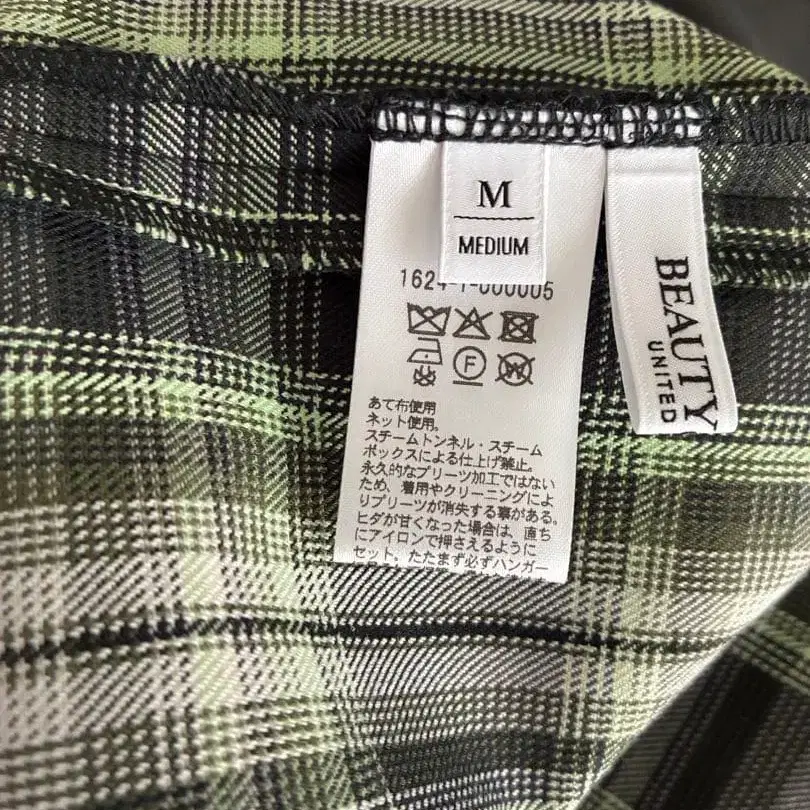 M
MEDIUM
1624-1-000005
F
W
あて布使用
ネット使用。
スチームトンネル・スチーム
ボックスによる仕上げ禁止。
永久的なプリーツ加工ではない
ため、着用やクリーニングによ
りプリーツが消失する事がある。
ヒダが甘くなった場合は、直ち
にアイロンで押さえるように
セット。たたまず必ずハンガー
BEAUTY
UNITED